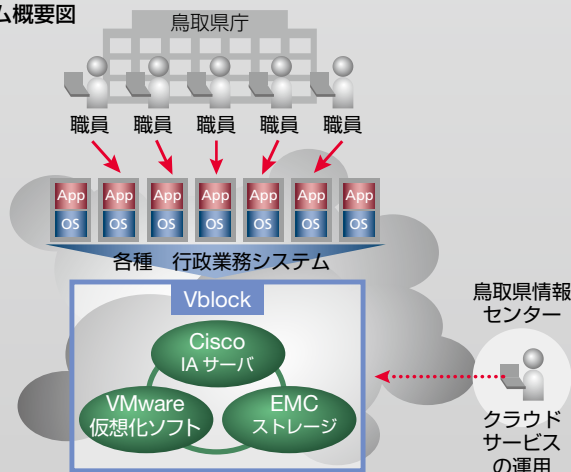 ム概要図
鳥取県庁
職員 職員 職員 職員 職員
App App App App App App App
OS OS OS OS OS OS OS
各種 行政業務システム
Vblock
Cisco
IA サーバ
VMware
仮想化ソフト
EMC
ストレージ
鳥取県情報
センター
クラウド
サービス
の運用